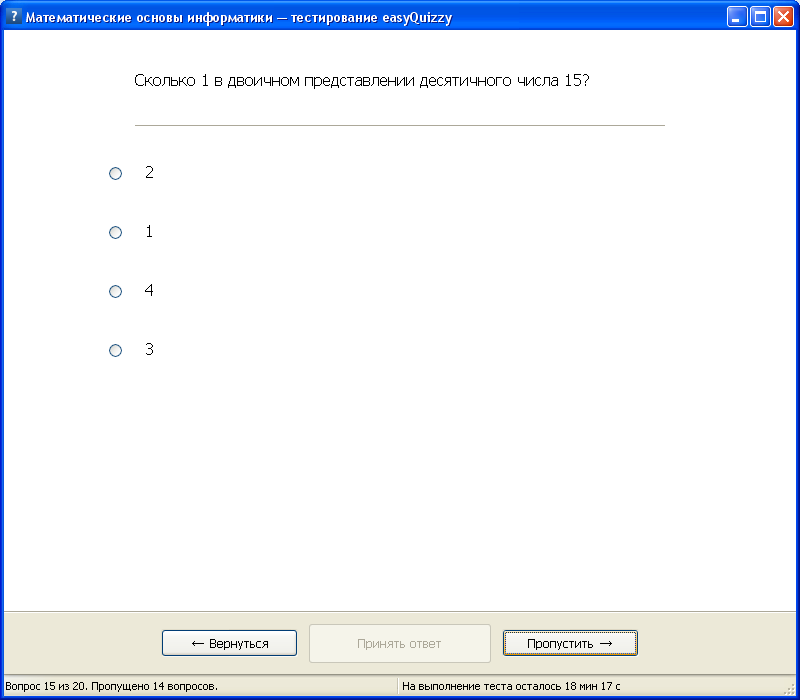 Математические основы информатики — тестирование easyQuizzy
Сколько 1 в двоичном представлении десятичного числа 15?
2
1
4
3
← Вернуться
Принять ответ
Пропустить →
Вопрос 15 из 20. Пропущено 14 вопросов.
На выполнение теста осталось 18 мин 17 с